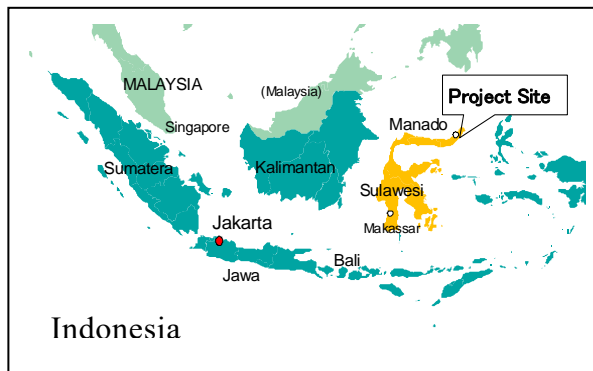 MALAYSIA
(Malaysia)
Project Site
Singapore
Manado
Sumatera
Kalimantan
Sulawesi
Makassar
Jakarta
Bali
Jawa
Indonesia